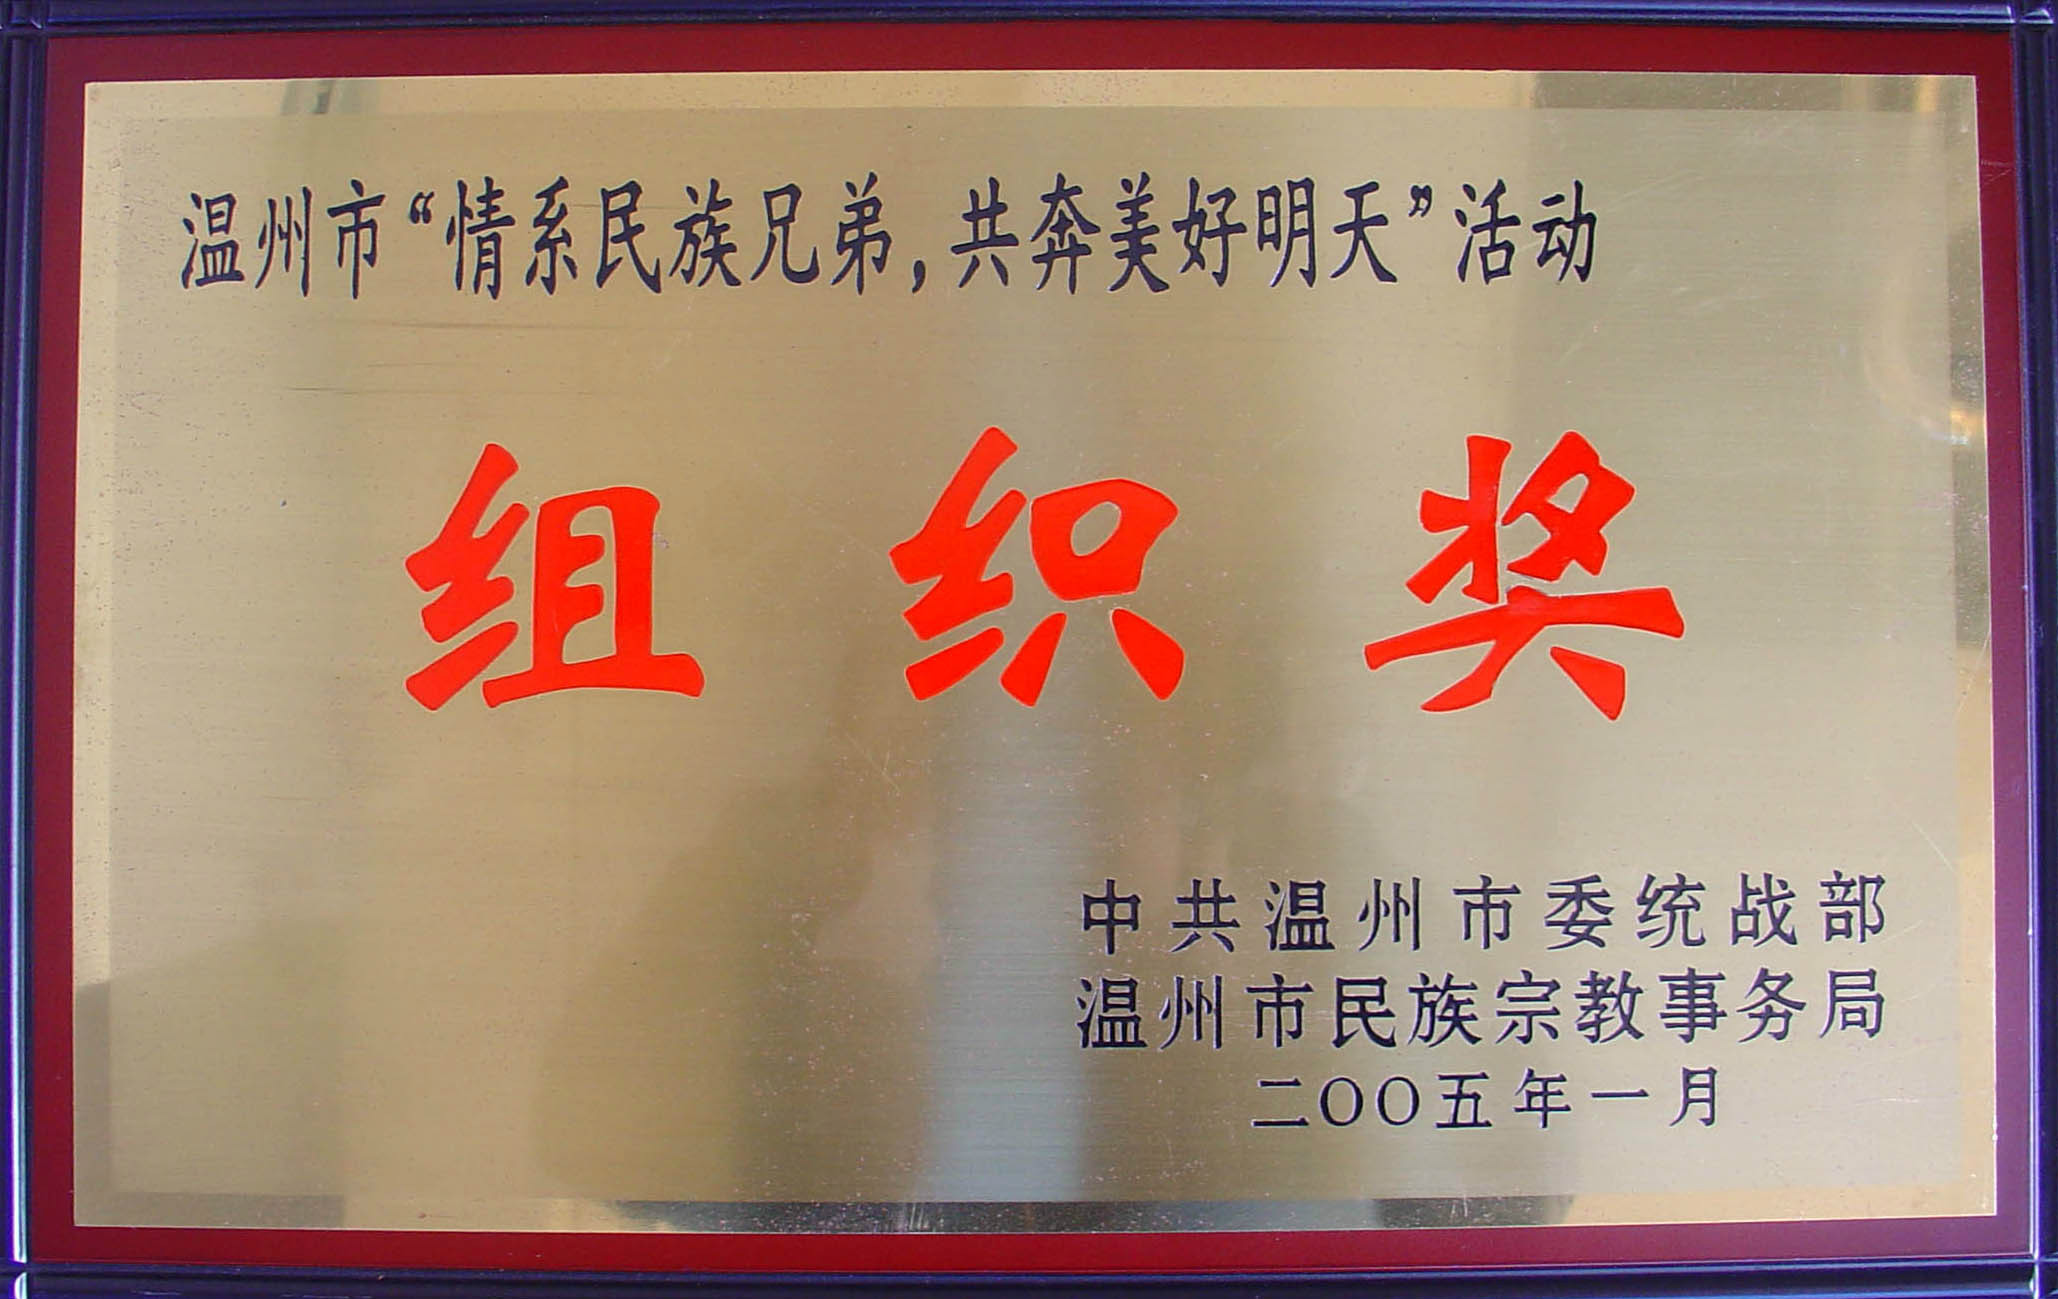 温州市“情系民族兄弟，共奔美好明天”活动
组织奖
中共温州市委统战部
温州市民族宗教事务局
二〇〇五年一月